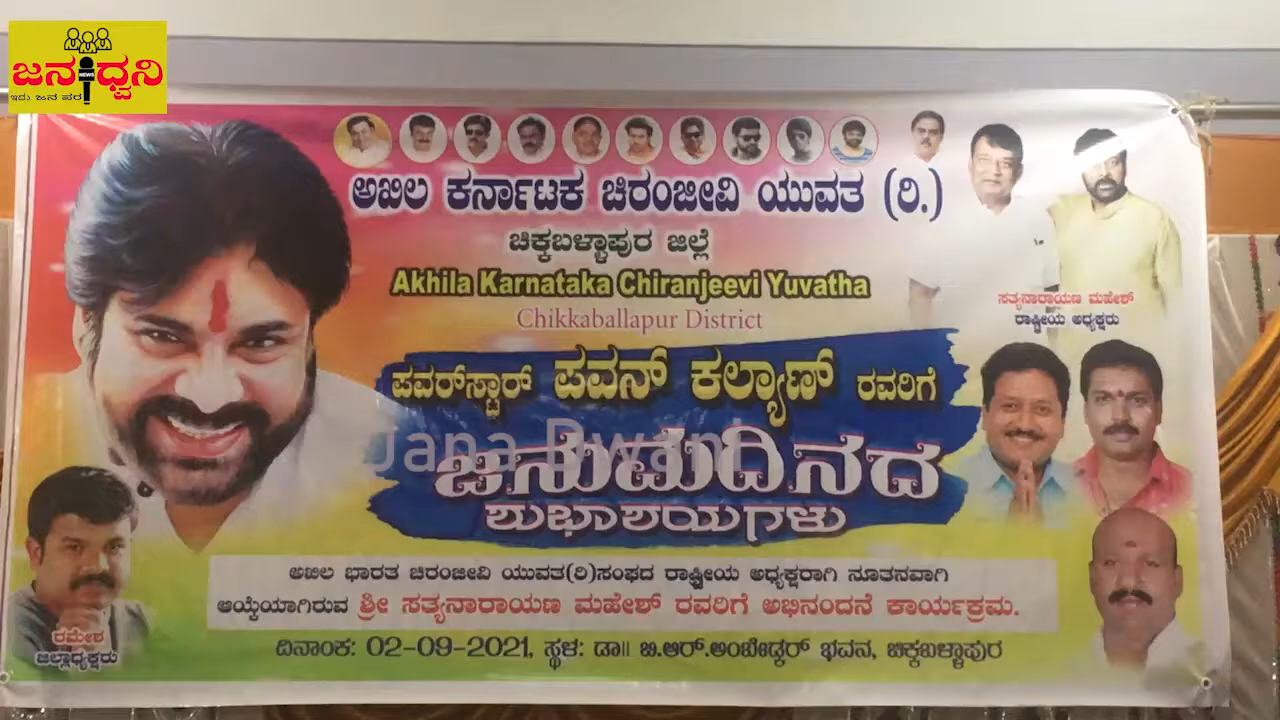 ಜನಧ್ವನಿ
NEWS
ಇದು ಜನ ಪರ
ಅಖಿಲ ಕರ್ನಾಟಕ ಚಿರಂಜೀವಿ ಯುವತ (ರಿ.)
ಚಿಕ್ಕಬಳ್ಳಾಪುರ ಜಿಲ್ಲೆ
Akhila Karnataka Chiranjeevi Yuvatha
Chikkaballapur District
ಸತ್ಯನಾರಾಯಣ ಮಹೇಶ್
ರಾಷ್ಟ್ರೀಯ ಅಧ್ಯಕ್ಷರು
ಪವರ್‌ಸ್ಟಾರ್ ಪವನ್ ಕಲ್ಯಾಣ್ ರವರಿಗೆ
Jana Dwani
ಜನುಮದಿನದ
ಶುಭಾಶಯಗಳು
ಅಖಿಲ ಭಾರತ ಚಿರಂಜೀವಿ ಯುವತ(ರಿ)ಸಂಘದ ರಾಷ್ಟ್ರೀಯ ಅಧ್ಯಕ್ಷರಾಗಿ ನೂತನವಾಗಿ
ಆಯ್ಕೆಯಾಗಿರುವ ಶ್ರೀ ಸತ್ಯನಾರಾಯಣ ಮಹೇಶ್ ರವರಿಗೆ ಅಭಿನಂದನೆ ಕಾರ್ಯಕ್ರಮ.
ರಮೇಶ
ಜಿಲ್ಲಾಧ್ಯಕ್ಷರು
ದಿನಾಂಕ: 02-09-2021, ಸ್ಥಳ: ಡಾ॥ ಬಿ.ಆರ್.ಅಂಬೇಡ್ಕರ್ ಭವನ, ಚಿಕ್ಕಬಳ್ಳಾಪುರ